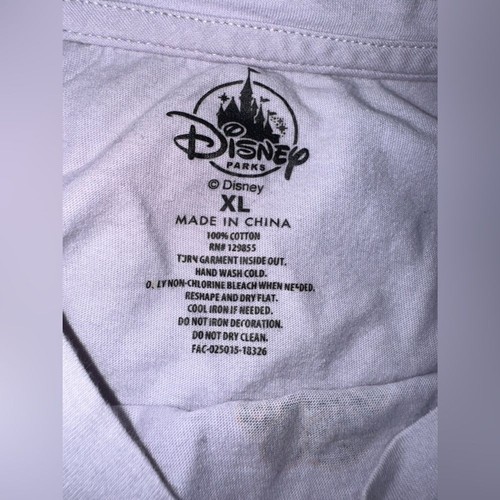 Disney
PARKS
© Disney
XL
MADE IN CHINA
100% COTTON
RN# 129855
TURN GARMENT INSIDE OUT.
HAND WASH COLD.
O. LY NON-CHLORINE BLEACH WHEN NEEDED.
RESHAPE AND DRY FLAT.
COOL IRON IF NEEDED.
DO NOT IRON DECORATION.
DO NOT DRY CLEAN.
FAC-025015-18326